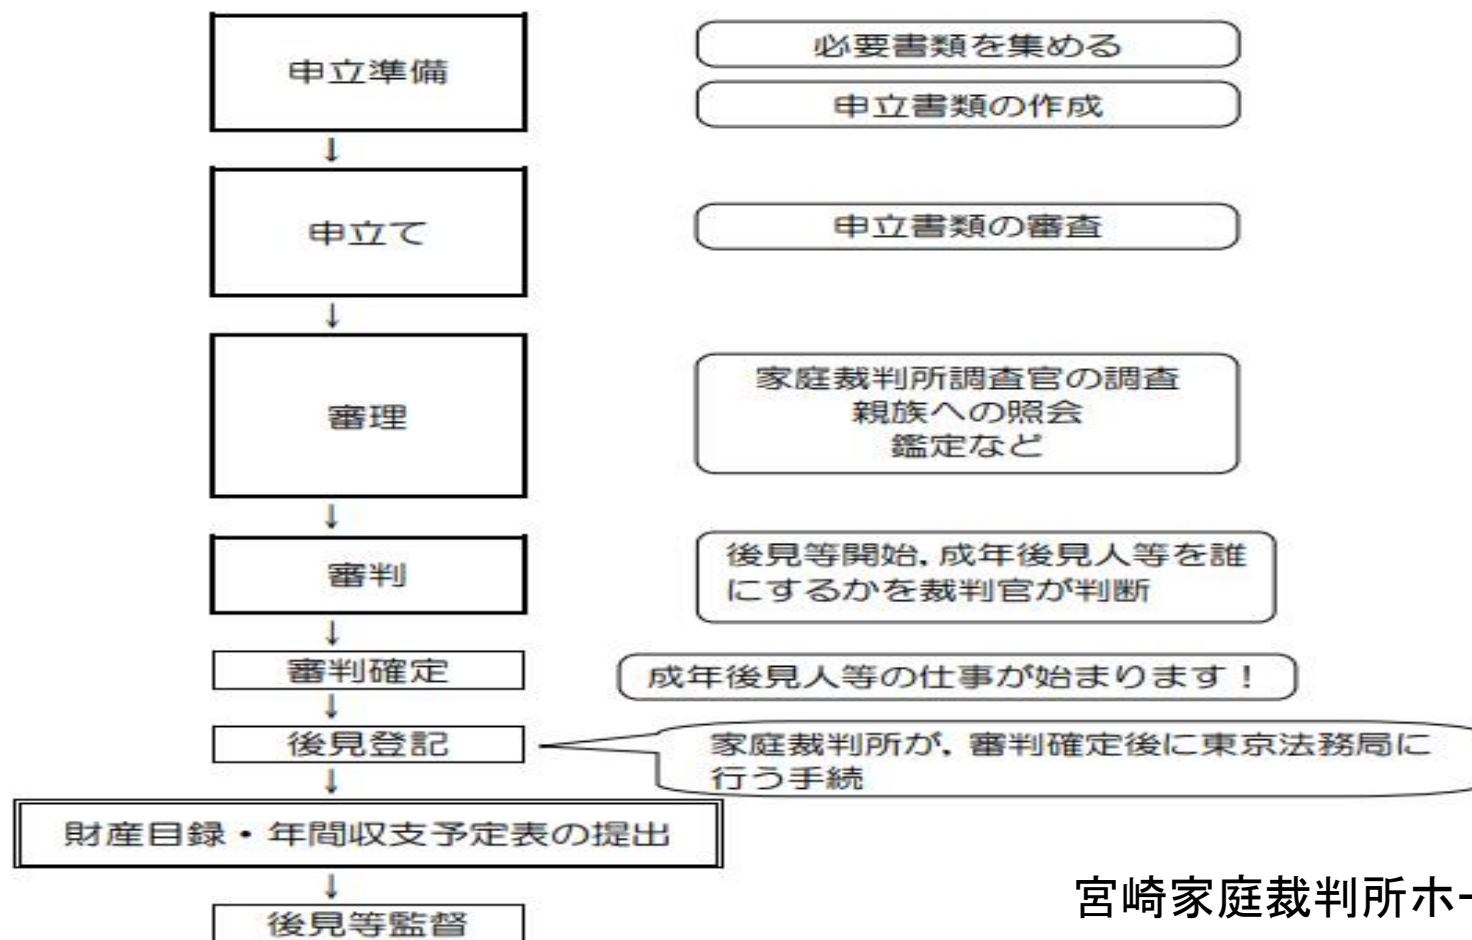 申立準備
必要書類を集める
申立書類の作成
↓
申立て
申立書類の審査
↓
審理
家庭裁判所調査官の調査
親族への照会
鑑定など
↓
審判
後見等開始,成年後見人等を誰
にするかを裁判官が判断
↓
審判確定
成年後見人等の仕事が始まります！
↓
後見登記
家庭裁判所が,審判確定後に東京法務局に
行う手続
↓
財産目録・年間収支予定表の提出
↓
後見等監督
宮崎家庭裁判所ホー